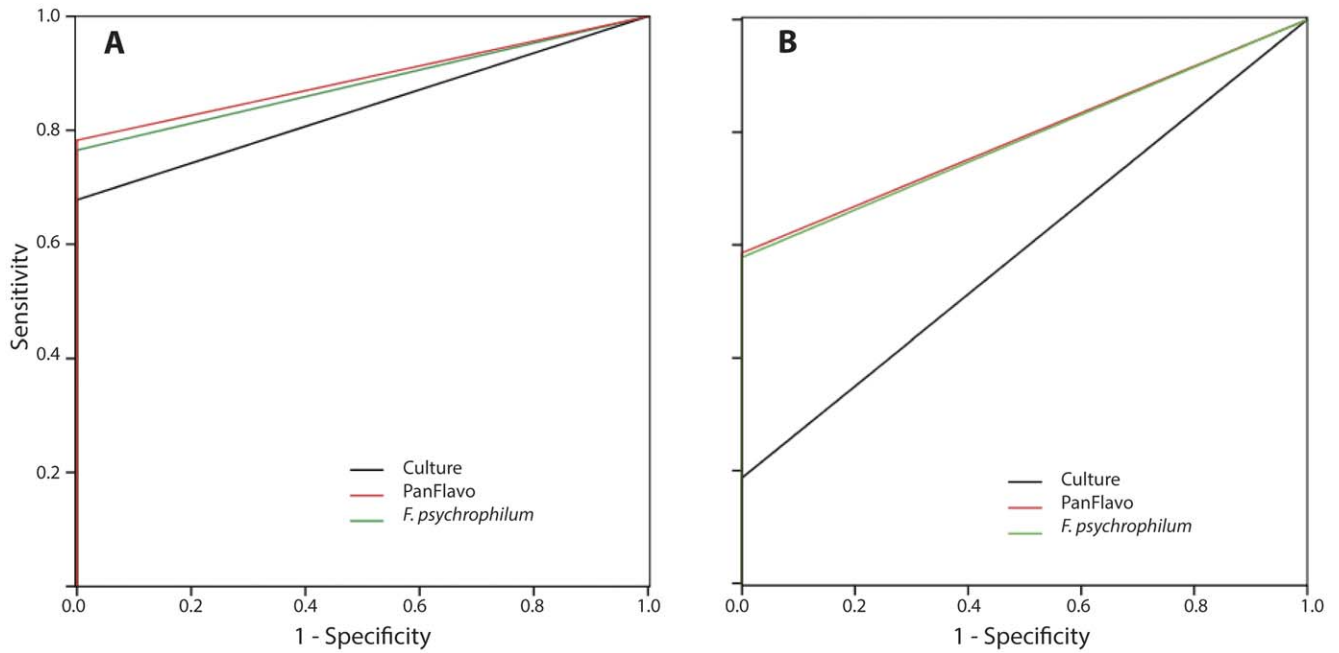 A
1.0
0.8
0.6
0.4
0.2
Sensitivity
Culture
PanFlavo
F. psychrophilum
0.0 0.2 0.4 0.6 0.8 1.0
1 - Specificity
B
Culture
PanFlavo
F. psychrophilum
0.0 0.2 0.4 0.6 0.8 1.0
1 - Specificity